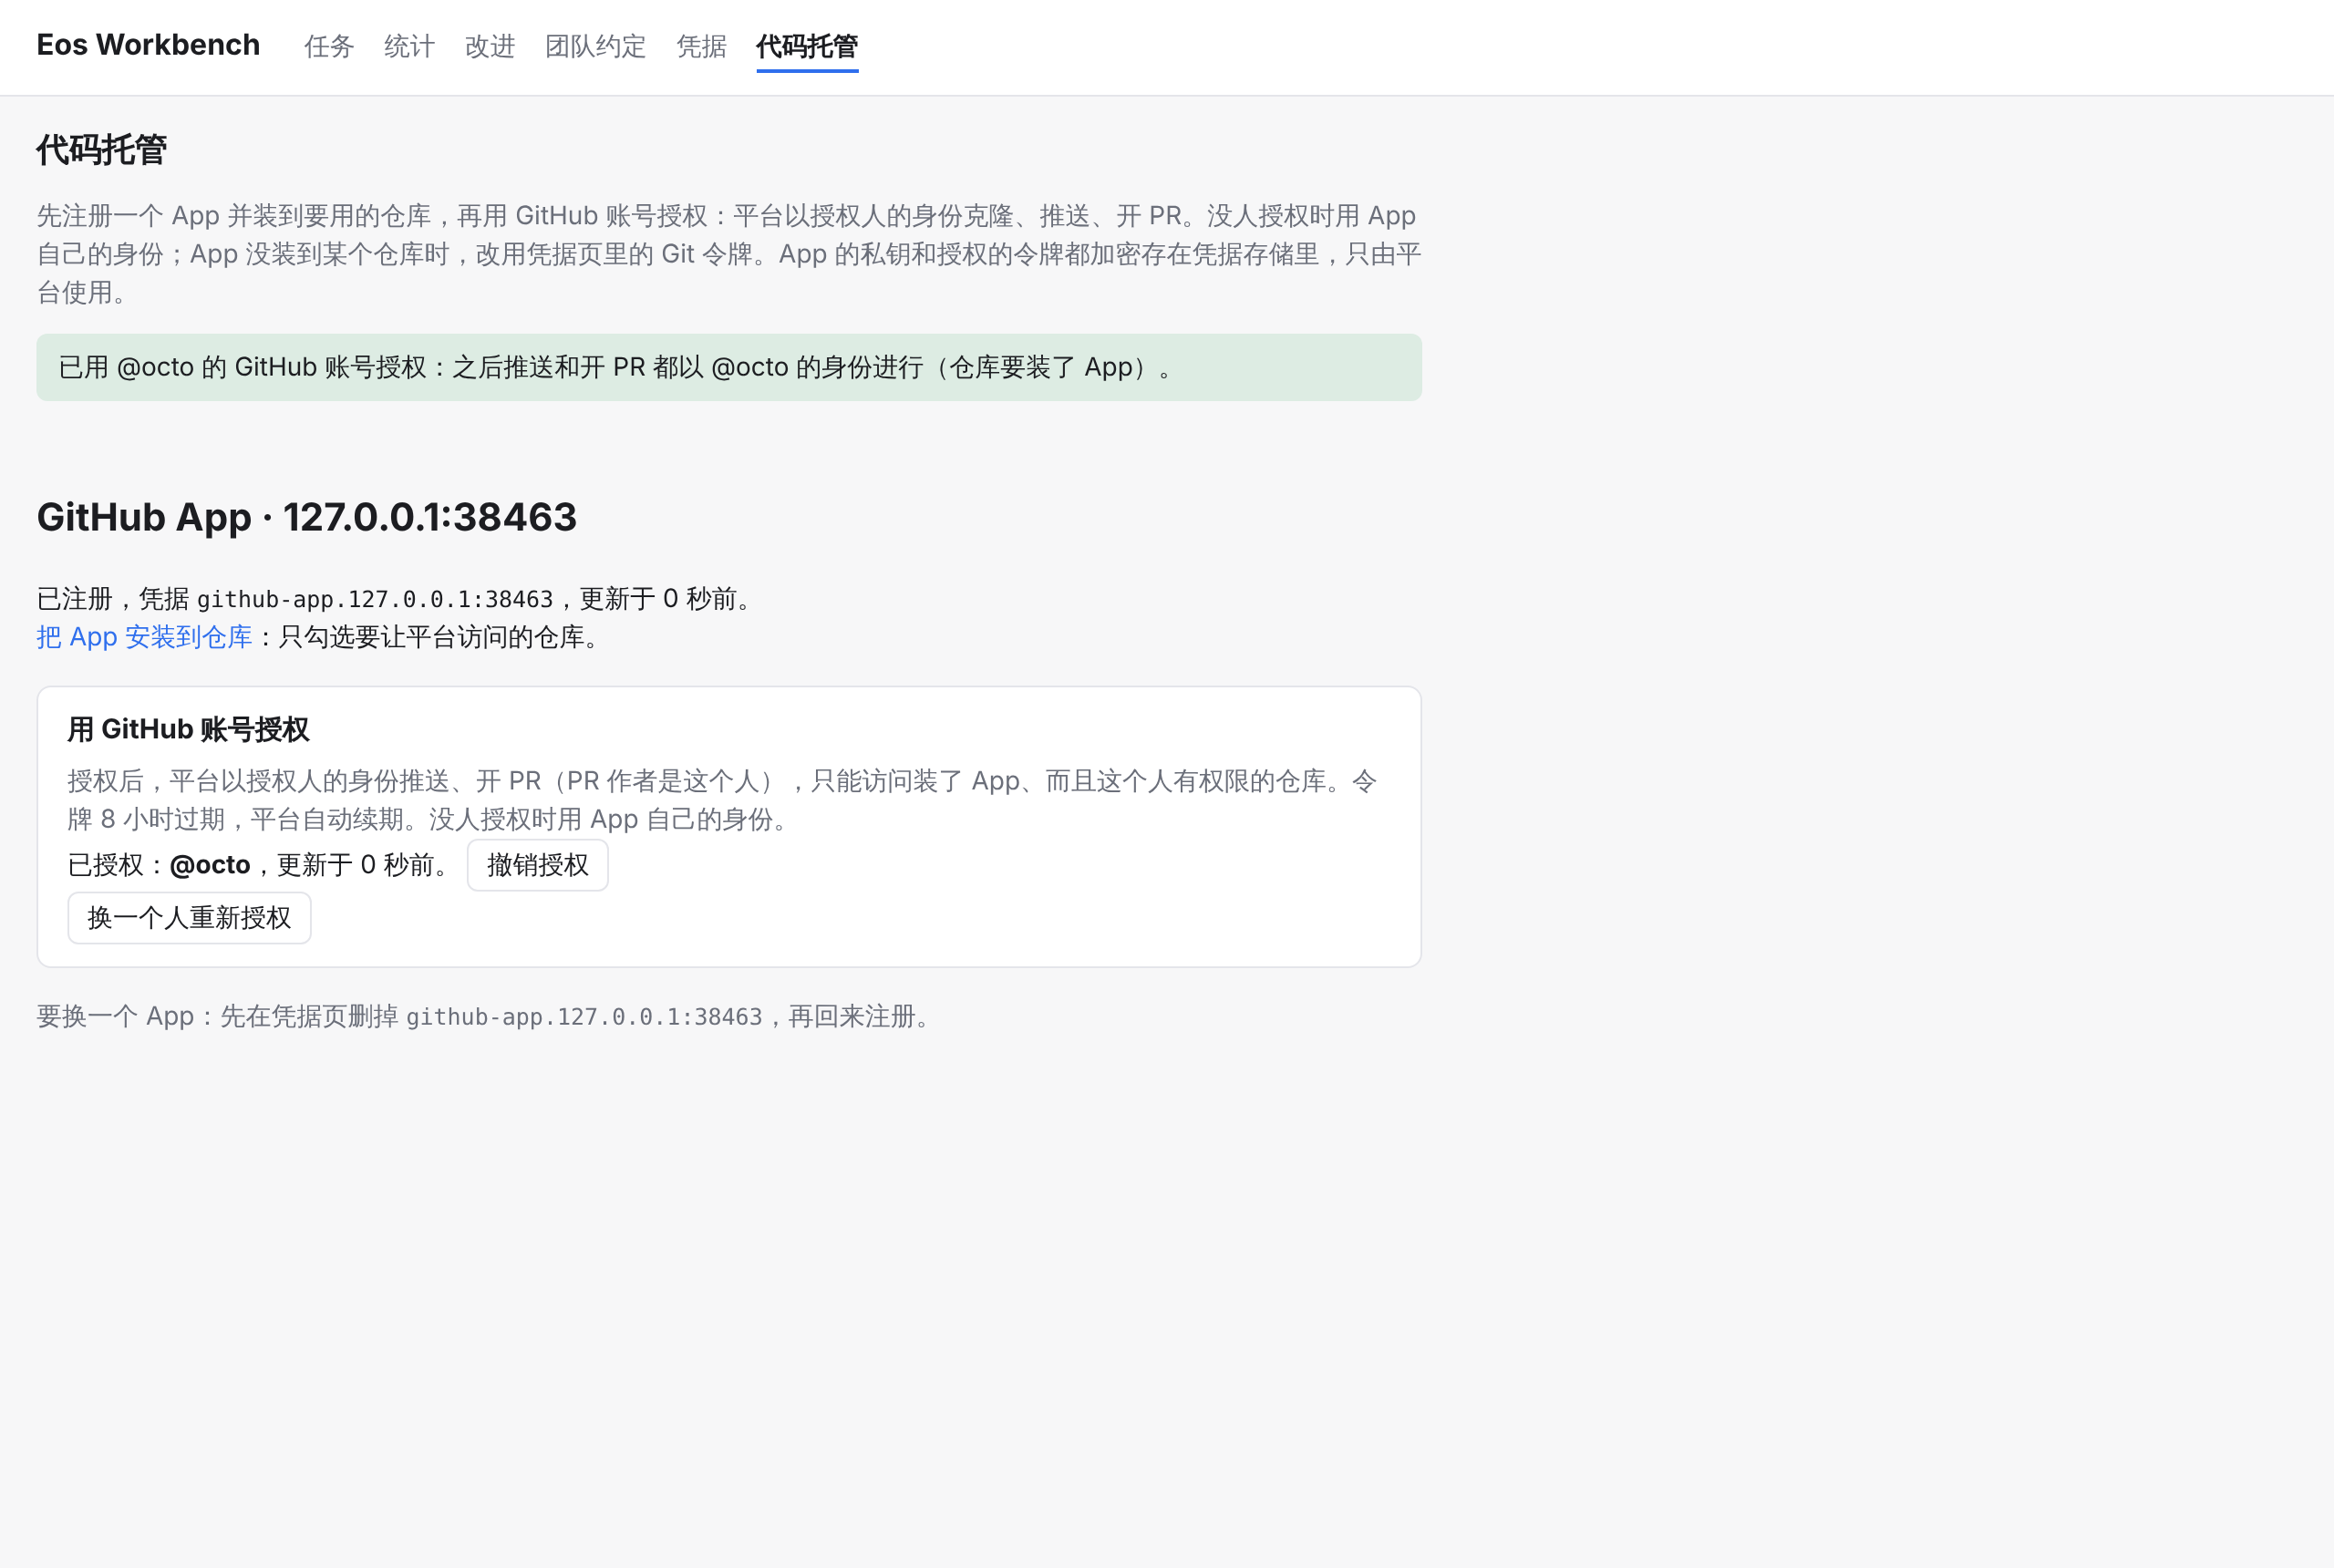 Eos Workbench 任务 统计 改进 团队约定 凭据 代码托管
代码托管
先注册一个 App 并装到要用的仓库，再用 GitHub 账号授权：平台以授权人的身份克隆、推送、开 PR。没人授权时用 App
自己的身份；App 没装到某个仓库时，改用凭据页里的 Git 令牌。App 的私钥和授权的令牌都加密存在凭据存储里，只由平
台使用。
已用 @octo 的 GitHub 账号授权：之后推送和开 PR 都以 @octo 的身份进行（仓库要装了 App）。
GitHub App · 127.0.0.1:38463
已注册，凭据 github-app.127.0.0.1:38463，更新于 0 秒前。
把 App 安装到仓库：只勾选要让平台访问的仓库。
用 GitHub 账号授权
授权后，平台以授权人的身份推送、开 PR（PR 作者是这个人），只能访问装了 App、而且这个人有权限的仓库。令
牌 8 小时过期，平台自动续期。没人授权时用 App 自己的身份。
已授权：@octo，更新于 0 秒前。 撤销授权
换一个人重新授权
要换一个 App：先在凭据页删掉 github-app.127.0.0.1:38463，再回来注册。